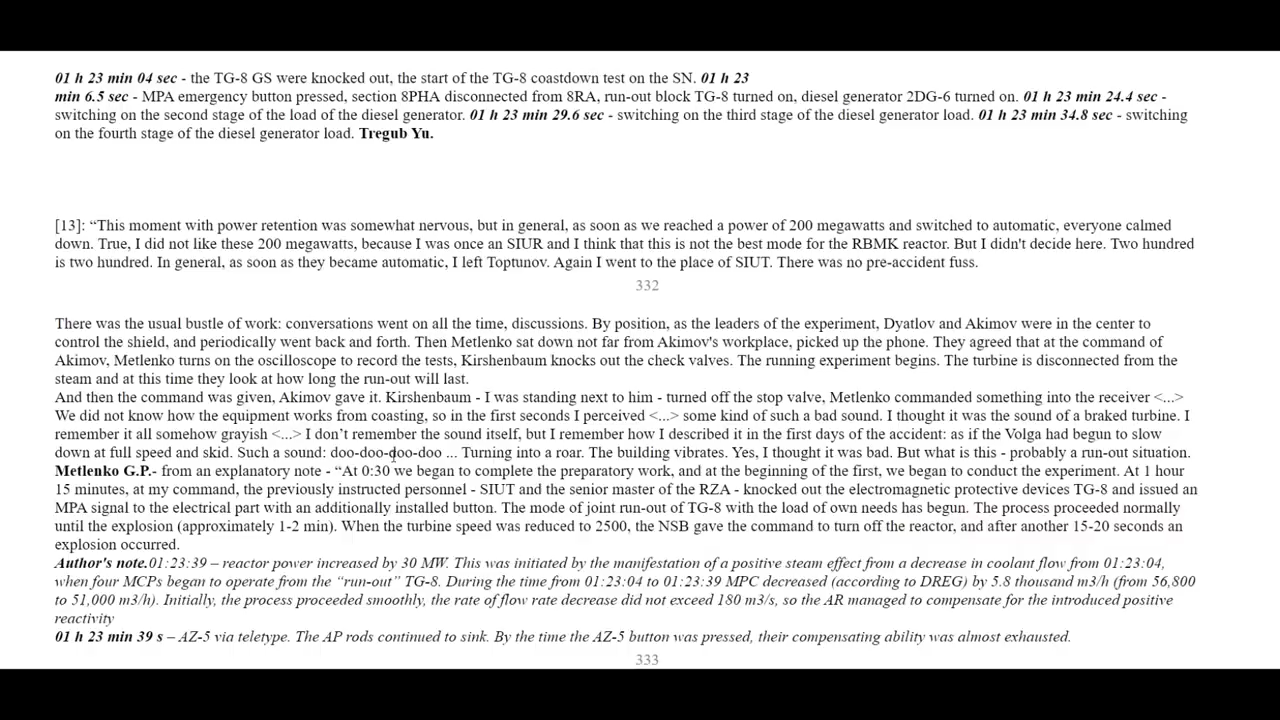 01 h 23 min 04 sec - the TG-8 GS were knocked out, the start of the TG-8 coastdown test on the SN. 01 h 23
min 6.5 sec - MPA emergency button pressed, section 8PHA disconnected from 8RA, run-out block TG-8 turned on, diesel generator 2DG-6 turned on. 01 h 23 min 24.4 sec -
switching on the second stage of the load of the diesel generator. 01 h 23 min 29.6 sec - switching on the third stage of the diesel generator load. 01 h 23 min 34.8 sec - switching
on the fourth stage of the diesel generator load. Tregub Yu.
[13]: “This moment with power retention was somewhat nervous, but in general, as soon as we reached a power of 200 megawatts and switched to automatic, everyone calmed
down. True, I did not like these 200 megawatts, because I was once an SIUR and I think that this is not the best mode for the RBMK reactor. But I didn't decide here. Two hundred
is two hundred. In general, as soon as they became automatic, I left Toptunov. Again I went to the place of SIUT. There was no pre-accident fuss.
332
There was the usual bustle of work: conversations went on all the time, discussions. By position, as the leaders of the experiment, Dyatlov and Akimov were in the center to
control the shield, and periodically went back and forth. Then Metlenko sat down not far from Akimov's workplace, picked up the phone. They agreed that at the command of
Akimov, Metlenko turns on the oscilloscope to record the tests, Kirshenbaum knocks out the check valves. The running experiment begins. The turbine is disconnected from the
steam and at this time they look at how long the run-out will last.
And then the command was given, Akimov gave it. Kirshenbaum - I was standing next to him - turned off the stop valve, Metlenko commanded something into the receiver <...>
We did not know how the equipment works from coasting, so in the first seconds I perceived <...> some kind of such a bad sound. I thought it was the sound of a braked turbine. I
remember it all somehow grayish <...> I don’t remember the sound itself, but I remember how I described it in the first days of the accident: as if the Volga had begun to slow
down at full speed and skid. Such a sound: doo-doo-doo-doo ... Turning into a roar. The building vibrates. Yes, I thought it was bad. But what is this - probably a run-out situation.
Metlenko G.P.- from an explanatory note - “At 0:30 we began to complete the preparatory work, and at the beginning of the first, we began to conduct the experiment. At 1 hour
15 minutes, at my command, the previously instructed personnel - SIUT and the senior master of the RZA - knocked out the electromagnetic protective devices TG-8 and issued an
MPA signal to the electrical part with an additionally installed button. The mode of joint run-out of TG-8 with the load of own needs has begun. The process proceeded normally
until the explosion (approximately 1-2 min). When the turbine speed was reduced to 2500, the NSB gave the command to turn off the reactor, and after another 15-20 seconds an
explosion occurred.
Author's note.01:23:39 – reactor power increased by 30 MW. This was initiated by the manifestation of a positive steam effect from a decrease in coolant flow from 01:23:04,
when four MCPs began to operate from the “run-out” TG-8. During the time from 01:23:04 to 01:23:39 MPC decreased (according to DREG) by 5.8 thousand m3/h (from 56,800
to 51,000 m3/h). Initially, the process proceeded smoothly, the rate of flow rate decrease did not exceed 180 m3/s, so the AR managed to compensate for the introduced positive
reactivity
01 h 23 min 39 s – AZ-5 via teletype. The AP rods continued to sink. By the time the AZ-5 button was pressed, their compensating ability was almost exhausted.
333